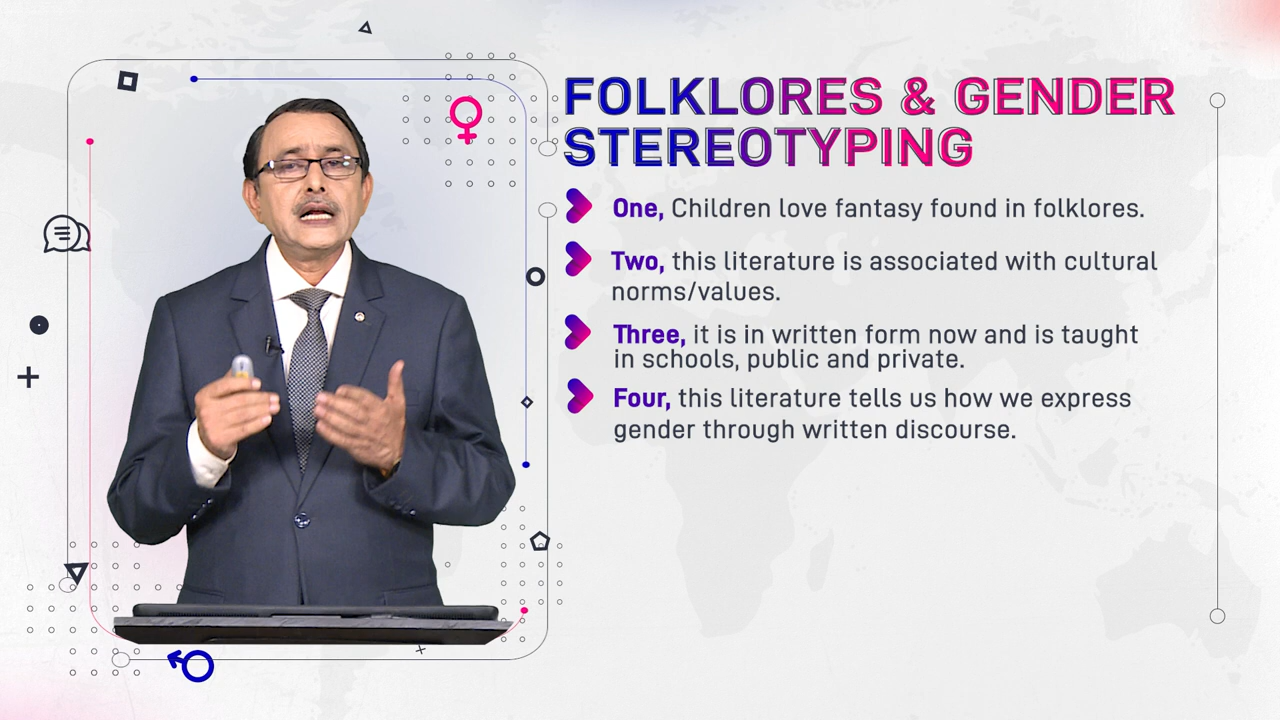 FOLKLORES & GENDER
STEREOTYPING
One, Children love fantasy found in folklores.
Two, this literature is associated with cultural
norms/values.
Three, it is in written form now and is taught
in schools, public and private.
Four, this literature tells us how we express
gender through written discourse.